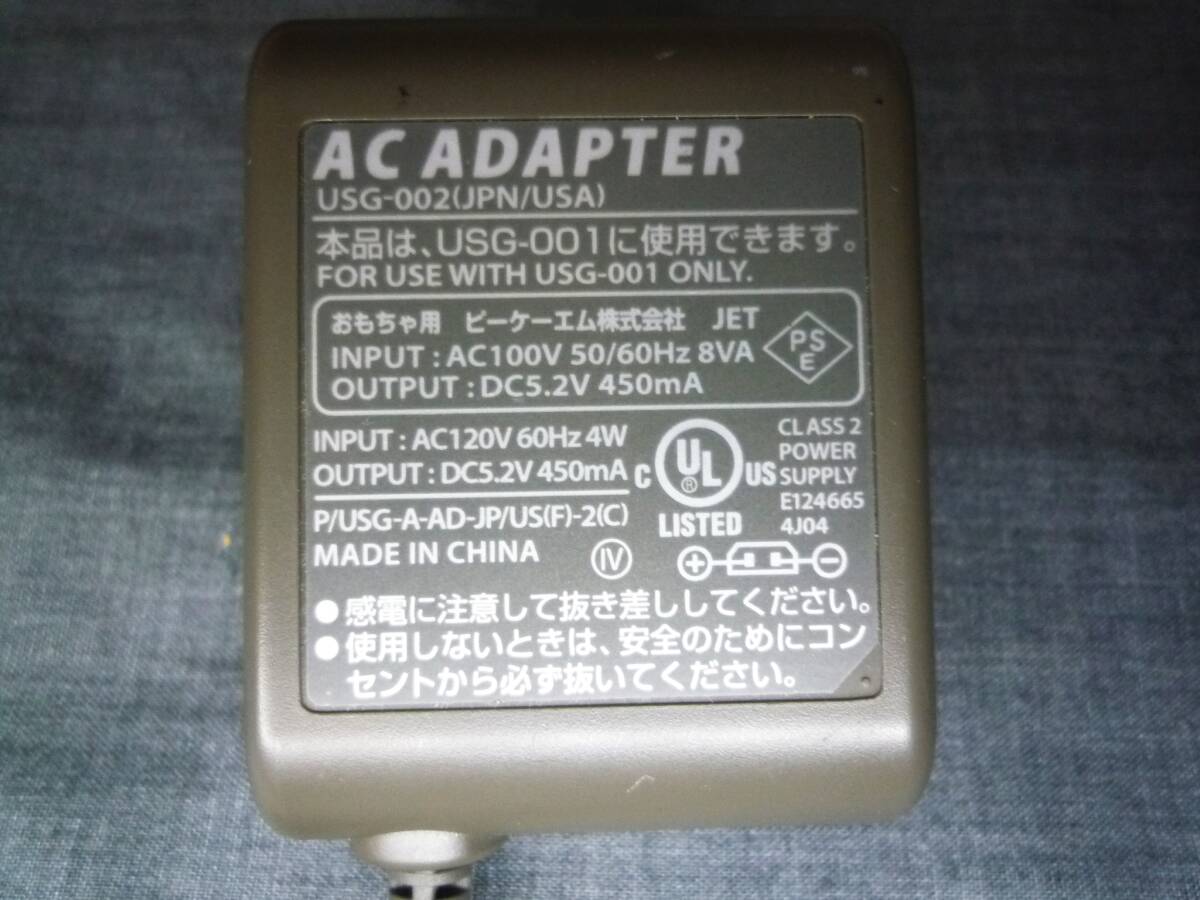 AC ADAPTER
USG-002(JPN/USA)
本品は、USG-001に使用できます。
FOR USE WITH USG-001 ONLY.
おもちゃ用 ピーケーエム株式会社 JET
INPUT : AC100V 50/60Hz 8VA
OUTPUT : DC5.2V 450mA
PSE
INPUT : AC120V 60Hz 4W
OUTPUT : DC5.2V 450mA
C UL ® US
LISTED
CLASS 2
POWER
SUPPLY
E124665
4J04
P/USG-A-AD-JP/US(F)-2(C)
MADE IN CHINA
IV
+ −
● 感電に注意して抜き差ししてください。
● 使用しないときは、安全のためにコン
セントから必ず抜いてください。